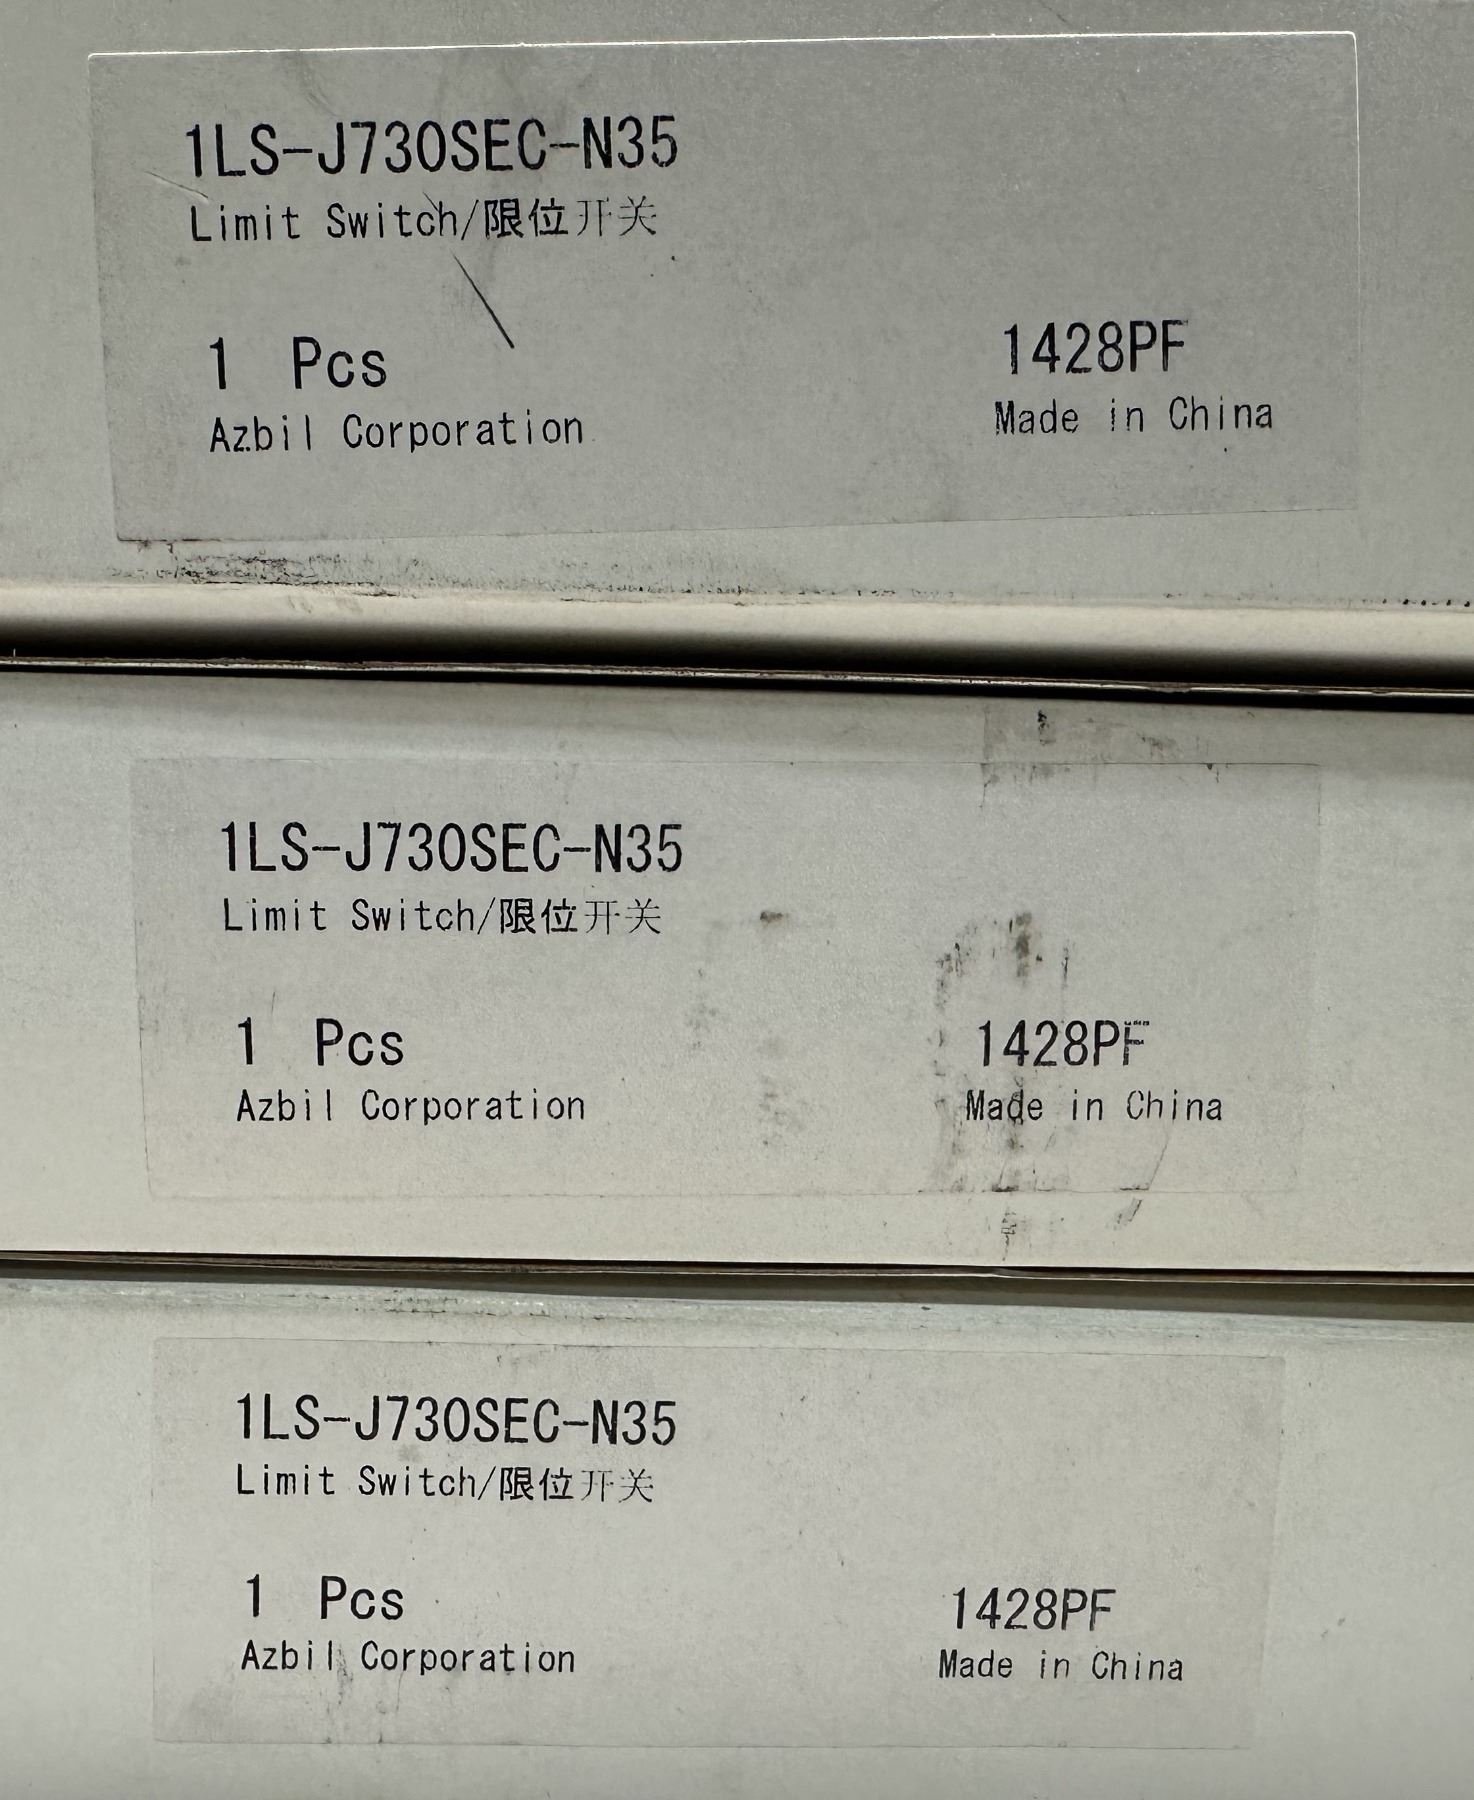 1LS-J730SEC-N35
Limit Switch/限位开关
1 Pcs
1428PF
Azbil Corporation
Made in China
1LS-J730SEC-N35
Limit Switch/限位开关
1 Pcs
1428PF
Azbil Corporation
Made in China
1LS-J730SEC-N35
Limit Switch/限位开关
1 Pcs
1428PF
Azbil Corporation
Made in China